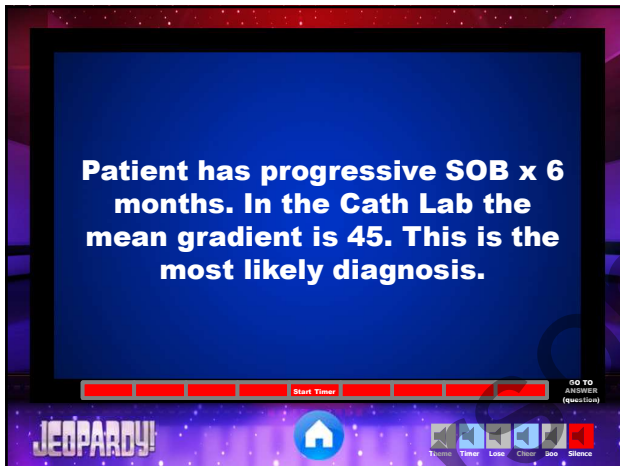 Patient has progressive SOB x 6
months. In the Cath Lab the
mean gradient is 45. This is the
most likely diagnosis.
Start Timer
GO TO
ANSWER
(question)
JEOPARDY!
Theme Timer Lose Cheer Boo Silence